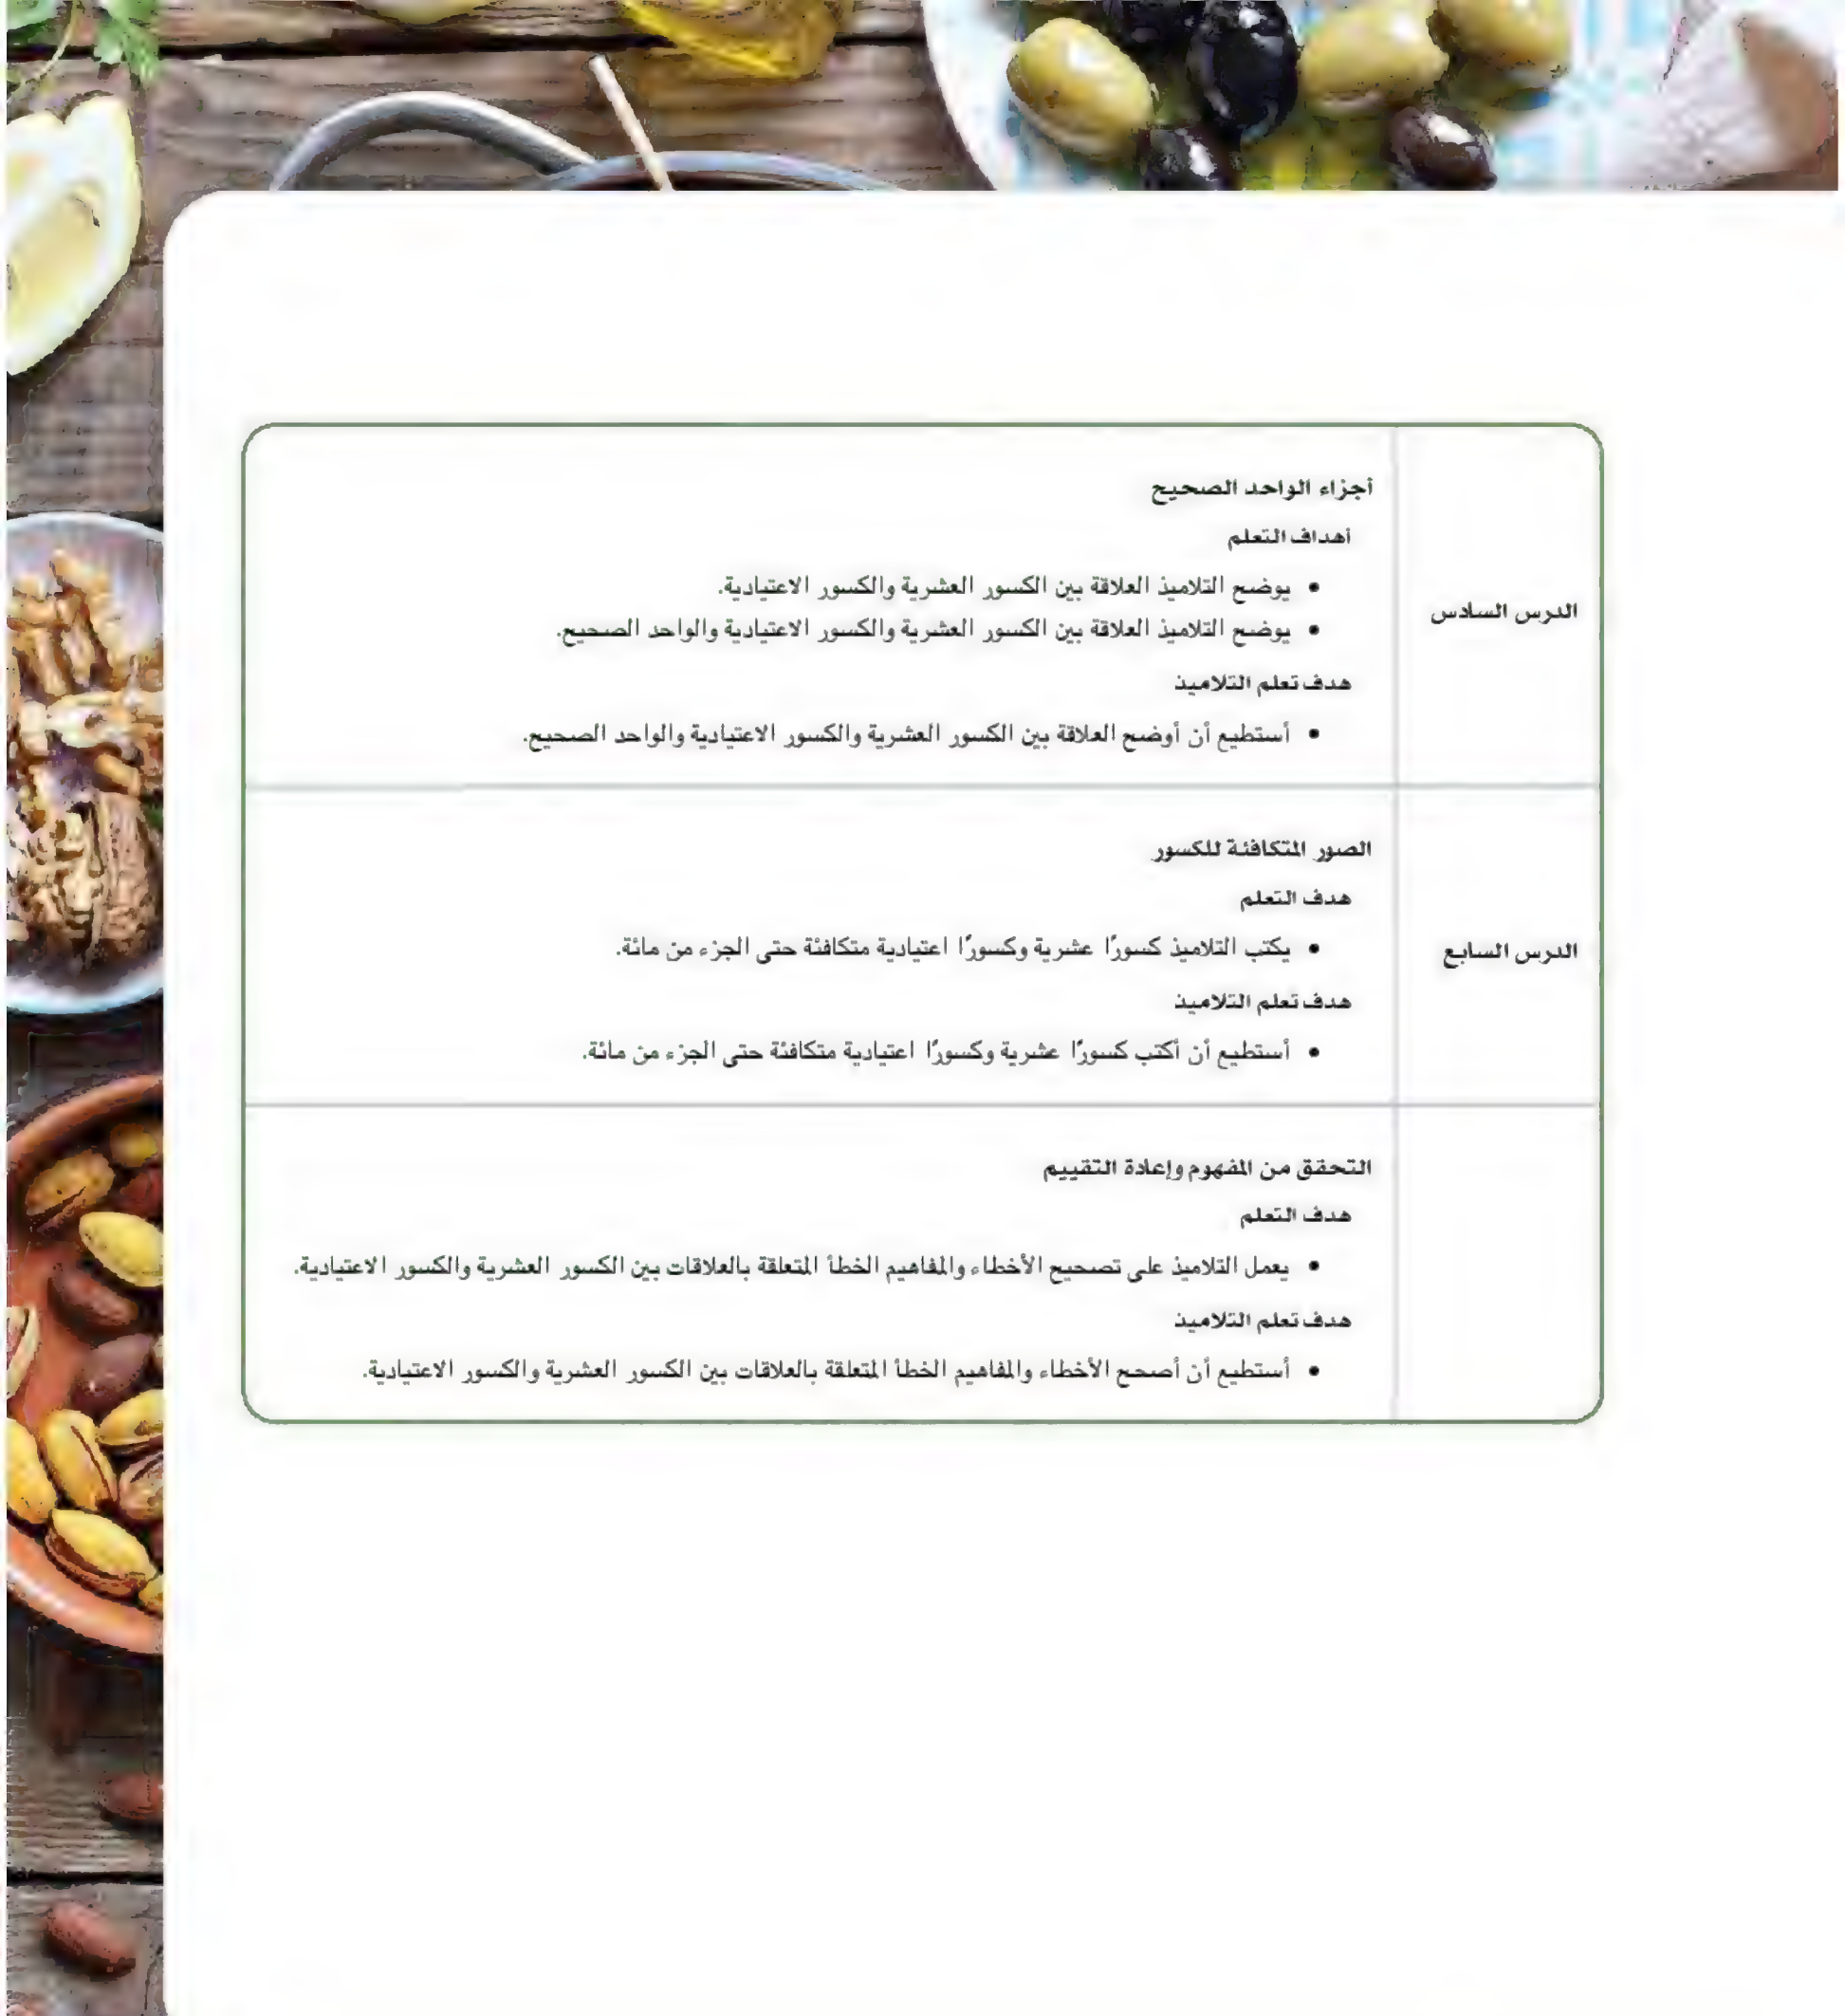 أجزاء الواحد الصحيح
أهداف التعلم
• يوضح التلاميذ العلاقة بين الكسور العشرية والكسور الاعتيادية.
الدرس السادس
• يوضح التلاميذ العلاقة بين الكسور العشرية والكسور الاعتيادية والواحد الصحيح.
هدف تعلم التلاميذ
• أستطيع أن أوضح العلاقة بين الكسور العشرية والكسور الاعتيادية والواحد الصحيح.
الصور المتكافئة للكسور
هدف التعلم
الدرس السابع
• يكتب التلاميذ كسورًا عشرية وكسورًا اعتيادية متكافئة حتى الجزء من مائة.
هدف تعلم التلاميذ
• أستطيع أن أكتب كسورًا عشرية وكسورًا اعتيادية متكافئة حتى الجزء من مائة.
التحقق من المفهوم وإعادة التقييم
هدف التعلم
• يعمل التلاميذ على تصحيح الأخطاء والمفاهيم الخطأ المتعلقة بالعلاقات بين الكسور العشرية والكسور الاعتيادية.
هدف تعلم التلاميذ
• أستطيع أن أصحح الأخطاء والمفاهيم الخطأ المتعلقة بالعلاقات بين الكسور العشرية والكسور الاعتيادية.